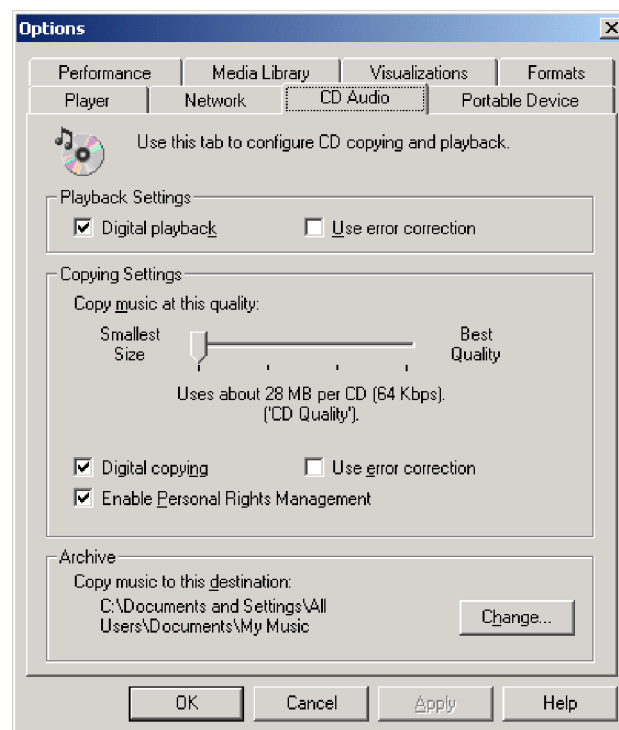 Options
Performance Media Library Visualizations Formats
Player Network CD Audio Portable Device
Use this tab to configure CD copying and playback.
Playback Settings
Digital playback Use error correction
Copying Settings
Copy music at this quality:
Smallest Size
Best Quality
Uses about 28 MB per CD (64 Kbps).
('CD Quality').
Digital copying Use error correction
Enable Personal Rights Management
Archive
Copy music to this destination:
C:\Documents and Settings\All
Users\Documents\My Music
Change...
OK Cancel Apply Help